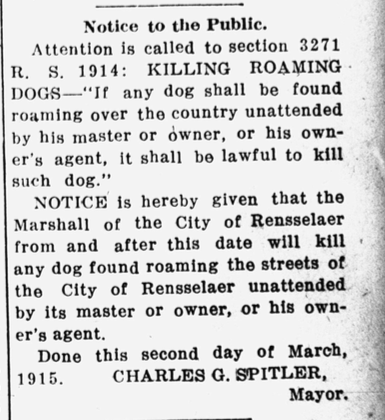 Notice to the Public.
Attention is called to section 3271
R. S. 1914: KILLING ROAMING
DOGS—"If any dog shall be found
roaming over the country unattended
by his master or owner, or his own-
er's agent, it shall be lawful to kill
such dog."
NOTICE is hereby given that the
Marshall of the City of Rensselaer
from and after this date will kill
any dog found roaming the streets of
the City of Rensselaer unattended
by its master or owner, or his own-
er's agent.
Done this second day of March,
1915. CHARLES G. SPITLER,
Mayor.